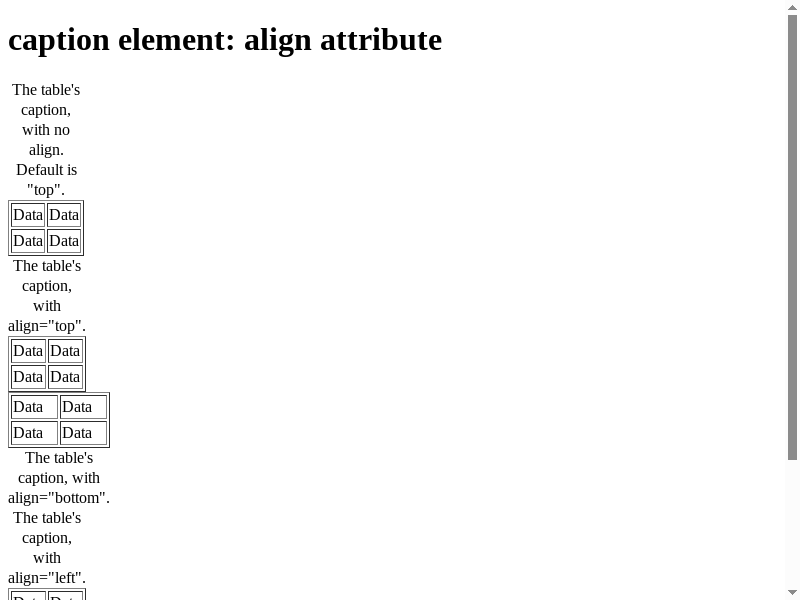 caption element: align attribute
The table's
caption,
with no
align.
Default is
"top".
Data Data
Data Data
The table's
caption,
with
align="top".
Data Data
Data Data
Data Data
Data Data
The table's
caption, with
align="bottom".
The table's
caption,
with
align="left".
Data Data